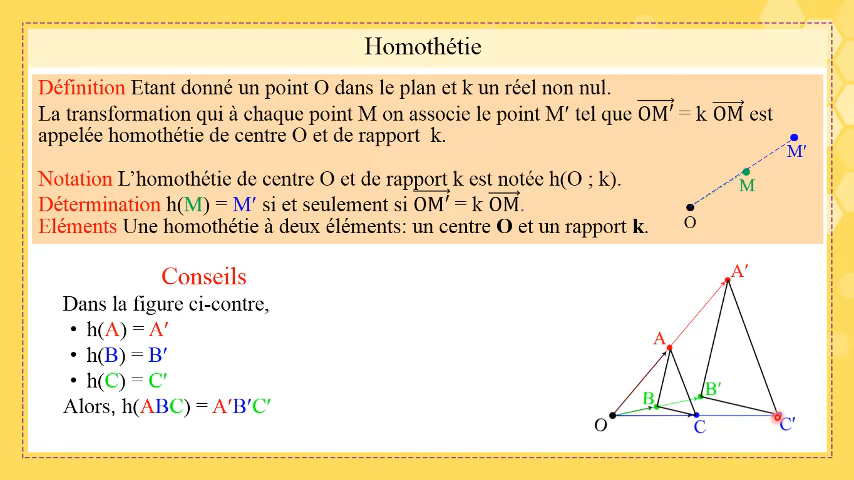 Homothétie
Définition Etant donné un point O dans le plan et k un réel non nul.
La transformation qui à chaque point M on associe le point M′ tel que OM′ = k OM est
appelée homothétie de centre O et de rapport k.
Notation L’homothétie de centre O et de rapport k est notée h(O ; k).
Détermination h(M) = M′ si et seulement si OM′ = k OM.
Eléments Une homothétie à deux éléments: un centre O et un rapport k.
M′
M
O
Conseils
Dans la figure ci-contre,
• h(A) = A′
• h(B) = B′
• h(C) = C′
Alors, h(ABC) = A′B′C′
A′
A
B′
B
O
C
C′